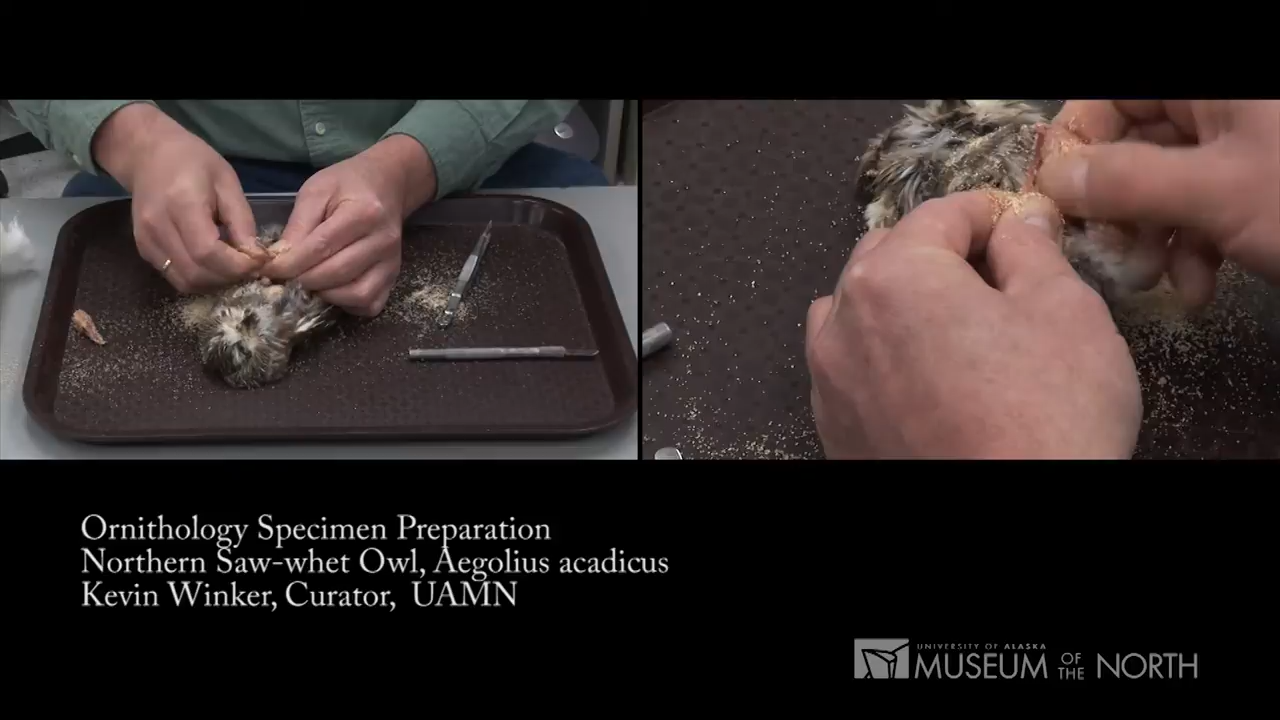 Ornithology Specimen Preparation
Northern Saw-whet Owl, Aegolius acadicus
Kevin Winker, Curator, UAMN
UNIVERSITY OF ALASKA
MUSEUM OF THE NORTH